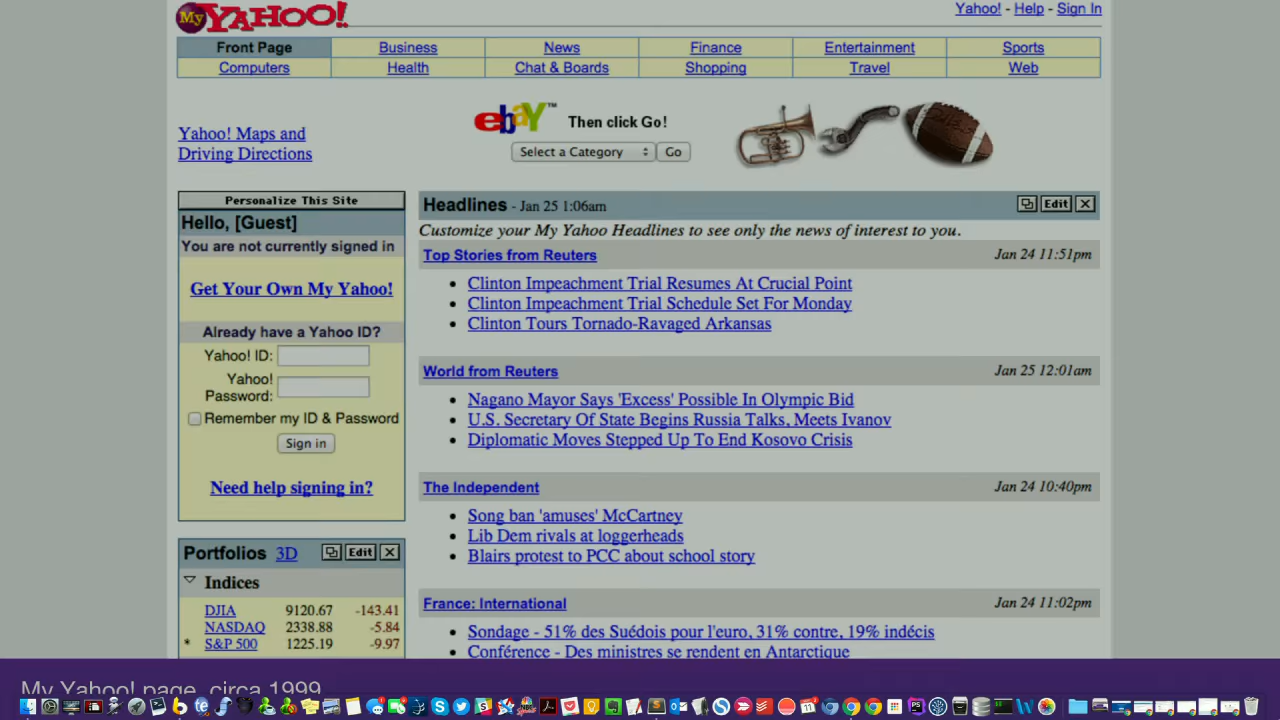 My YAHOO!
Yahoo! - Help - Sign In
Front Page Business News Finance Entertainment Sports
Computers Health Chat & Boards Shopping Travel Web
Yahoo! Maps and
Driving Directions
ebaY™ Then click Go!
Select a Category Go
Personalize This Site
Hello, [Guest]
You are not currently signed in
Get Your Own My Yahoo!
Already have a Yahoo ID?
Yahoo! ID:
Yahoo!
Password:
Remember my ID & Password
Sign in
Need help signing in?
Portfolios 3D Edit
Indices
DJIA 9120.67 -143.41
NASDAQ 2338.88 -5.84
* S&P 500 1225.19 -9.97
Headlines - Jan 25 1:06am Edit
Customize your My Yahoo Headlines to see only the news of interest to you.
Top Stories from Reuters Jan 24 11:51pm
• Clinton Impeachment Trial Resumes At Crucial Point
• Clinton Impeachment Trial Schedule Set For Monday
• Clinton Tours Tornado-Ravaged Arkansas
World from Reuters Jan 25 12:01am
• Nagano Mayor Says 'Excess' Possible In Olympic Bid
• U.S. Secretary Of State Begins Russia Talks, Meets Ivanov
• Diplomatic Moves Stepped Up To End Kosovo Crisis
The Independent Jan 24 10:40pm
• Song ban 'amuses' McCartney
• Lib Dem rivals at loggerheads
• Blairs protest to PCC about school story
France: International Jan 24 11:02pm
• Sondage - 51% des Suédois pour l'euro, 31% contre, 19% indécis
• Conférence - Des ministres se rendent en Antarctique
My Yahoo! page, circa 1999